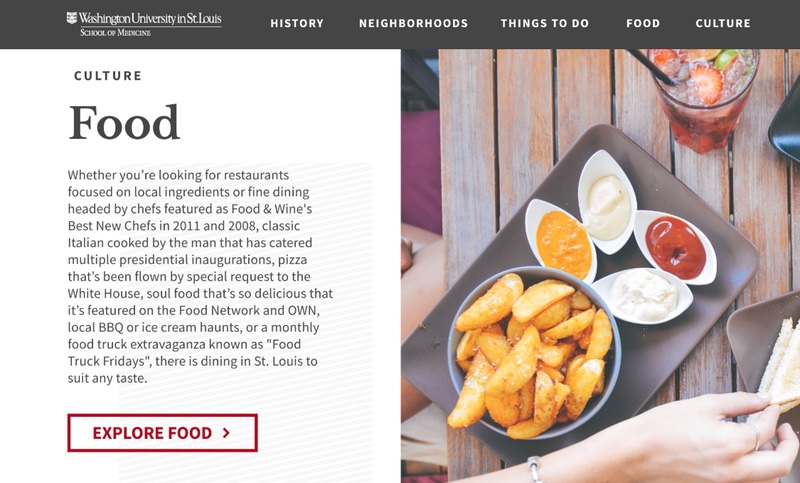 Washington University in St. Louis
SCHOOL OF MEDICINE
HISTORY NEIGHBORHOODS THINGS TO DO FOOD CULTURE
CULTURE
Food
Whether you're looking for restaurants
focused on local ingredients or fine dining
headed by chefs featured as Food & Wine's
Best New Chefs in 2011 and 2008, classic
Italian cooked by the man that has catered
multiple presidential inaugurations, pizza
that's been flown by special request to the
White House, soul food that's so delicious that
it's featured on the Food Network and OWN,
local BBQ or ice cream haunts, or a monthly
food truck extravaganza known as "Food
Truck Fridays", there is dining in St. Louis to
suit any taste.
EXPLORE FOOD >